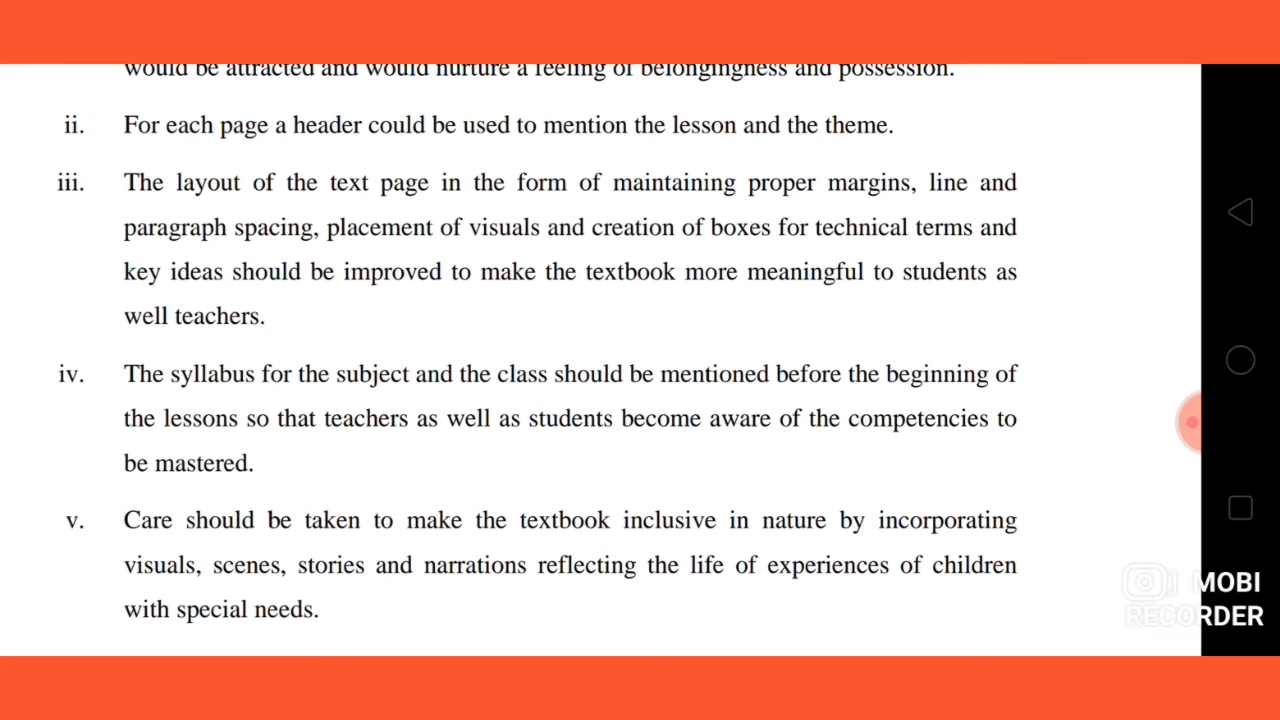 would be attracted and would nurture a feeling of belongingness and possession.
ii. For each page a header could be used to mention the lesson and the theme.
iii. The layout of the text page in the form of maintaining proper margins, line and
paragraph spacing, placement of visuals and creation of boxes for technical terms and
key ideas should be improved to make the textbook more meaningful to students as
well teachers.
iv. The syllabus for the subject and the class should be mentioned before the beginning of
the lessons so that teachers as well as students become aware of the competencies to
be mastered.
v. Care should be taken to make the textbook inclusive in nature by incorporating
visuals, scenes, stories and narrations reflecting the life of experiences of children
with special needs.
MOBI
RECORDER